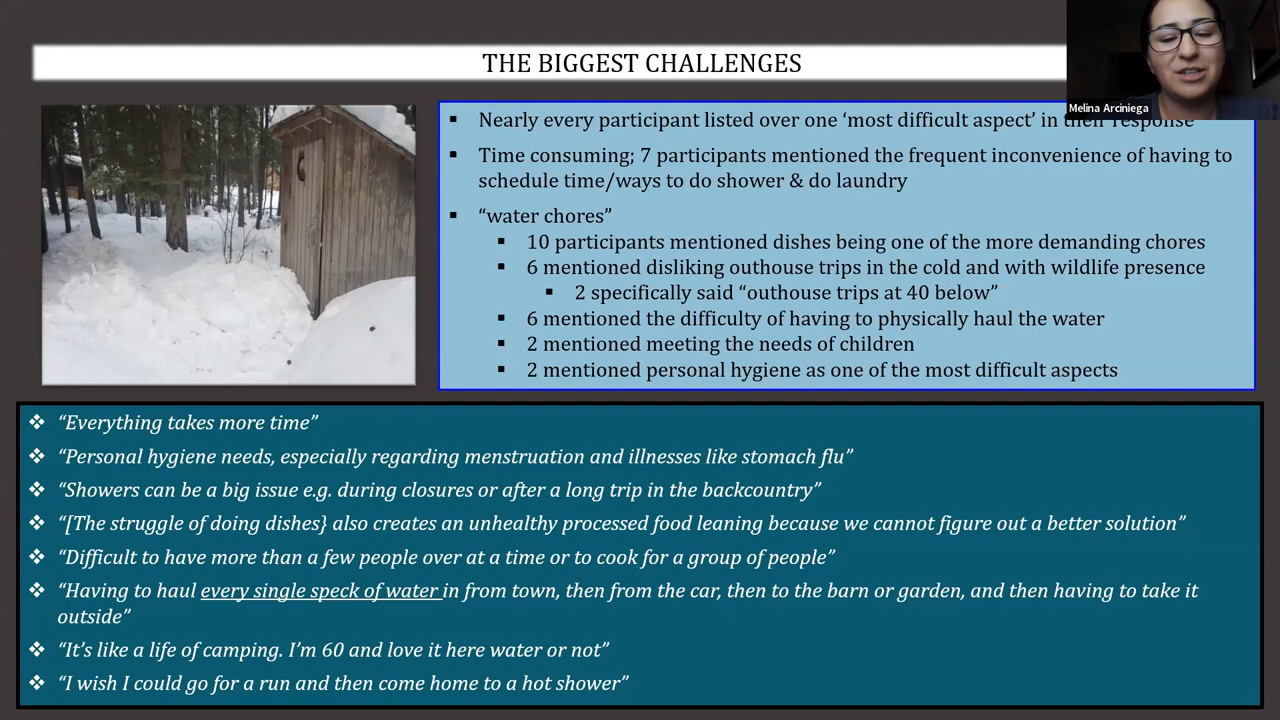 THE BIGGEST CHALLENGES
Melina Arciniega
▪ Nearly every participant listed over one ‘most difficult aspect’ in their response
▪ Time consuming; 7 participants mentioned the frequent inconvenience of having to
schedule time/ways to do shower & do laundry
▪ “water chores”
▪ 10 participants mentioned dishes being one of the more demanding chores
▪ 6 mentioned disliking outhouse trips in the cold and with wildlife presence
▪ 2 specifically said “outhouse trips at 40 below”
▪ 6 mentioned the difficulty of having to physically haul the water
▪ 2 mentioned meeting the needs of children
▪ 2 mentioned personal hygiene as one of the most difficult aspects
❖ “Everything takes more time”
❖ “Personal hygiene needs, especially regarding menstruation and illnesses like stomach flu”
❖ “Showers can be a big issue e.g. during closures or after a long trip in the backcountry”
❖ “[The struggle of doing dishes} also creates an unhealthy processed food leaning because we cannot figure out a better solution”
❖ “Difficult to have more than a few people over at a time or to cook for a group of people”
❖ “Having to haul every single speck of water in from town, then from the car, then to the barn or garden, and then having to take it
outside”
❖ “It’s like a life of camping. I’m 60 and love it here water or not”
❖ “I wish I could go for a run and then come home to a hot shower”